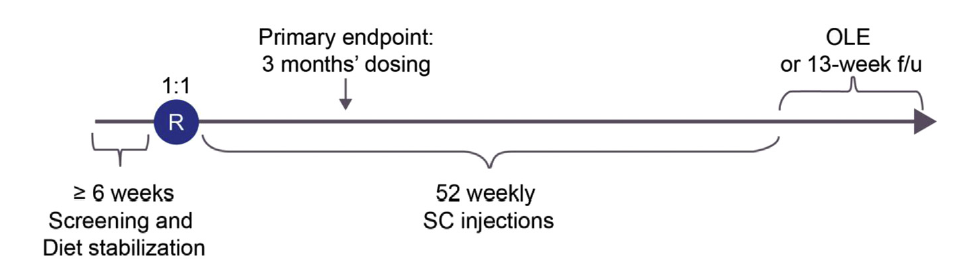 Primary endpoint:
3 months' dosing
OLE
or 13-week f/u
1:1
R
≥ 6 weeks
Screening and
Diet stabilization
52 weekly
SC injections